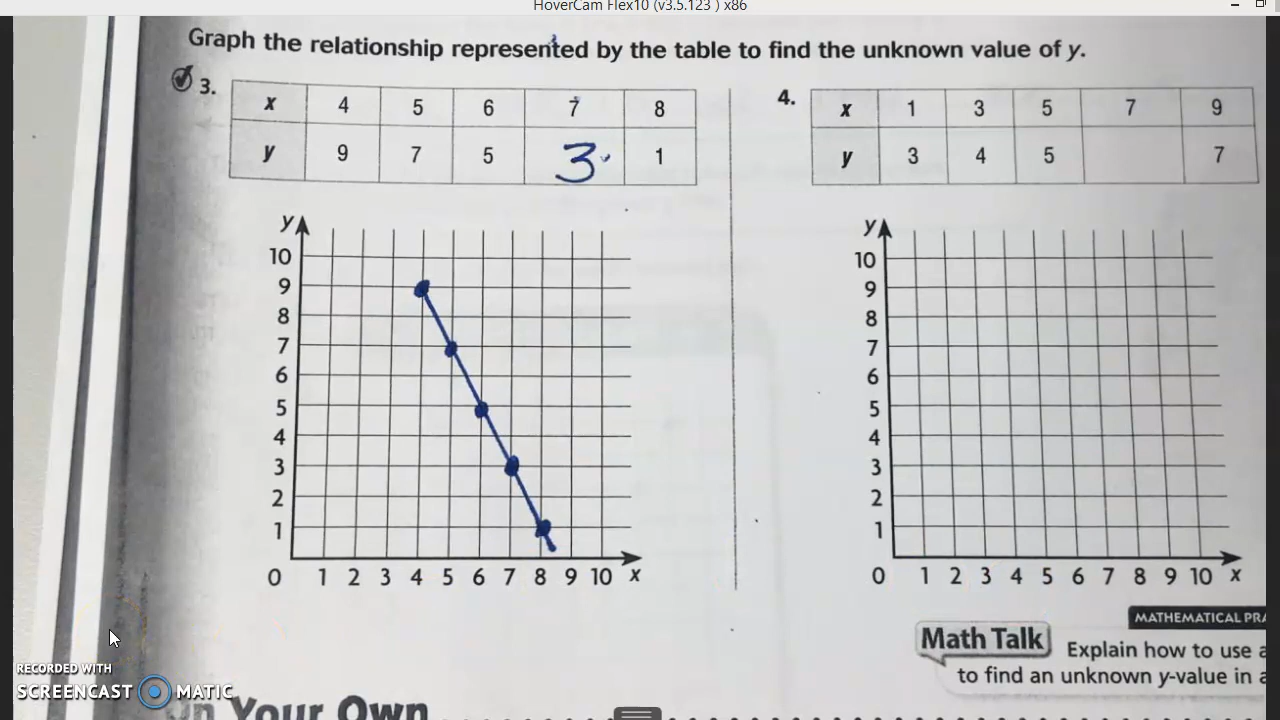 HoverCam Flex10 (v3.5.123 ) x86
Graph the relationship represented by the table to find the unknown value of y.
3.
x 4 5 6 7 8
y 9 7 5 3 1
4.
x 1 3 5 7 9
y 3 4 5 7
y
10
9
8
7
6
5
4
3
2
1
0 1 2 3 4 5 6 7 8 9 10 x
y
10
9
8
7
6
5
4
3
2
1
0 1 2 3 4 5 6 7 8 9 10 x
MATHEMATICAL PRA
Math Talk
Explain how to use a
to find an unknown y-value in a
RECORDED WITH
SCREENCAST MATIC
n Your Own